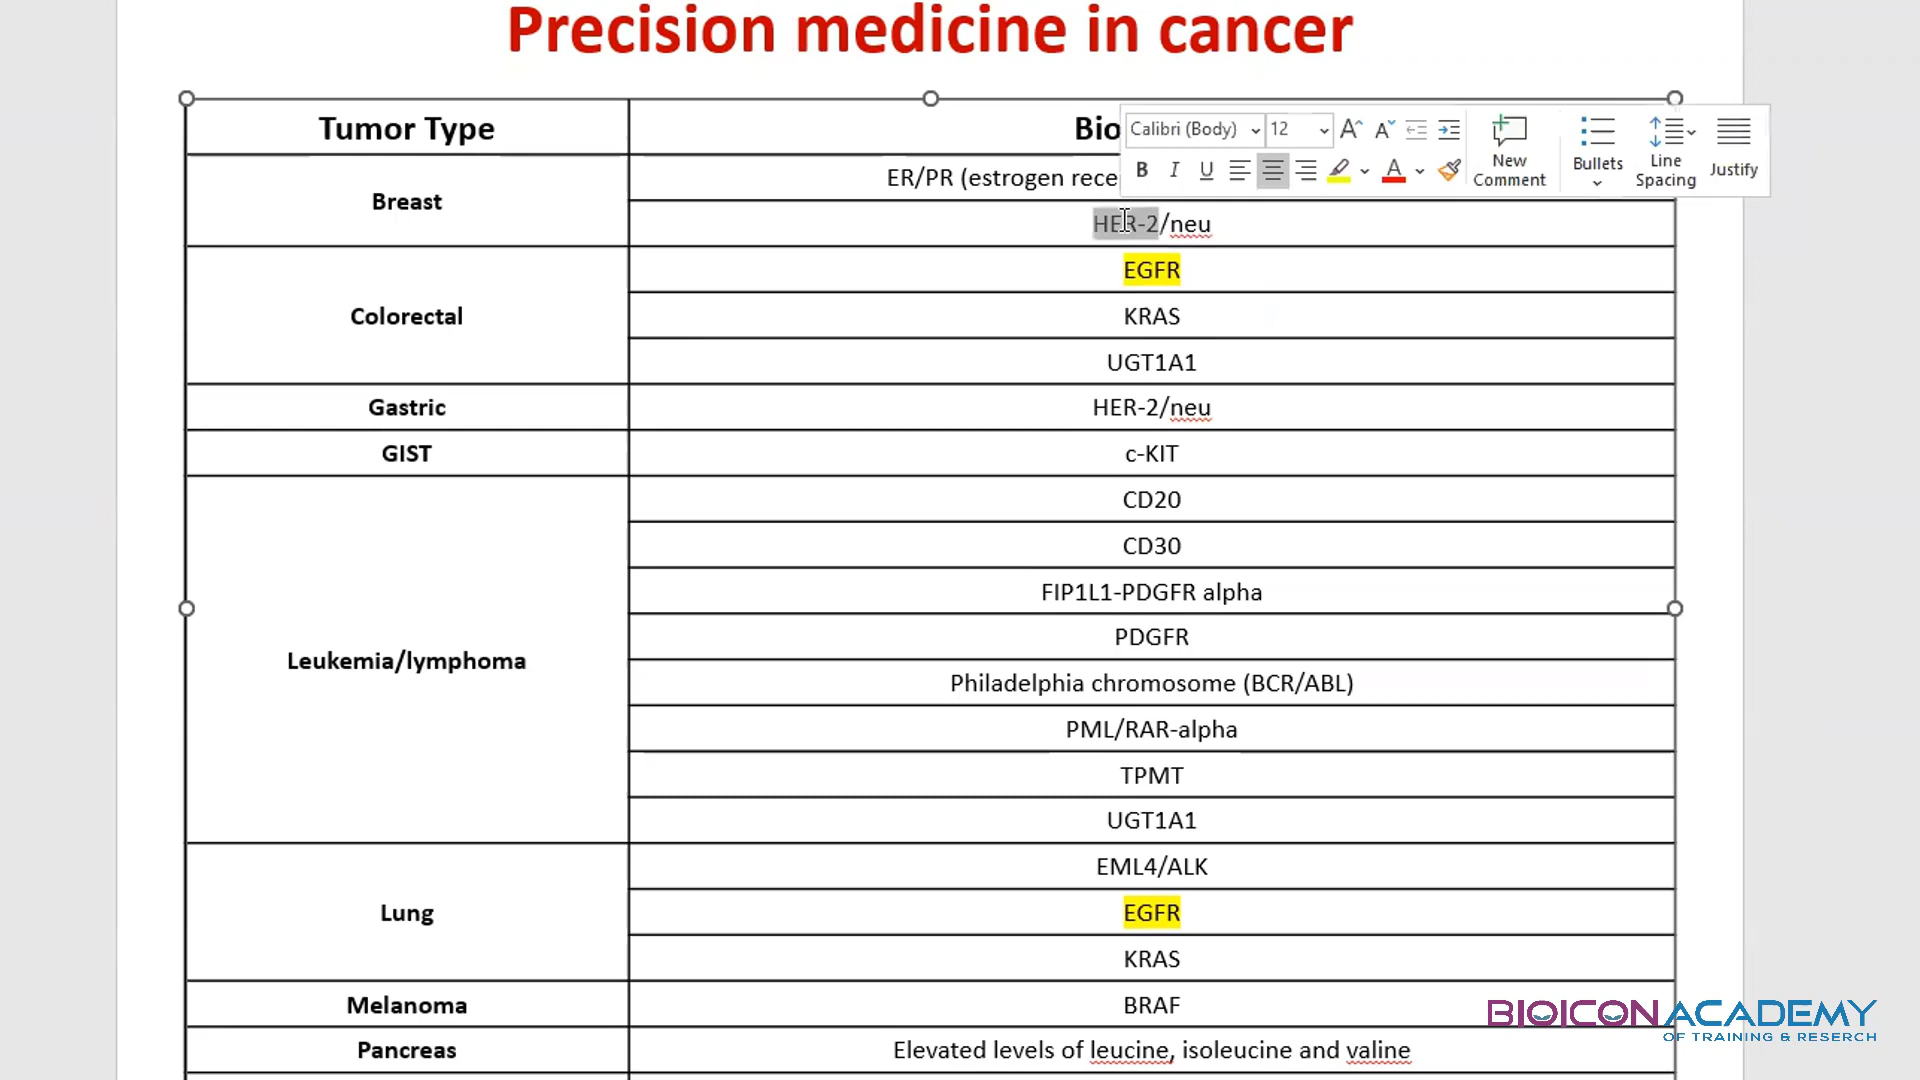 Precision medicine in cancer
Tumor Type
Bio
Calibri (Body)
12
New
Comment
Bullets
Line
Spacing
Justify
B I U
Breast
ER/PR (estrogen rece
HER-2/neu
Colorectal
EGFR
KRAS
UGT1A1
Gastric
HER-2/neu
GIST
c-KIT
Leukemia/lymphoma
CD20
CD30
FIP1L1-PDGFR alpha
PDGFR
Philadelphia chromosome (BCR/ABL)
PML/RAR-alpha
TPMT
UGT1A1
Lung
EML4/ALK
EGFR
KRAS
Melanoma
BRAF
Pancreas
Elevated levels of leucine, isoleucine and valine
BIOICON ACADEMY
OF TRAINING & RESERCH